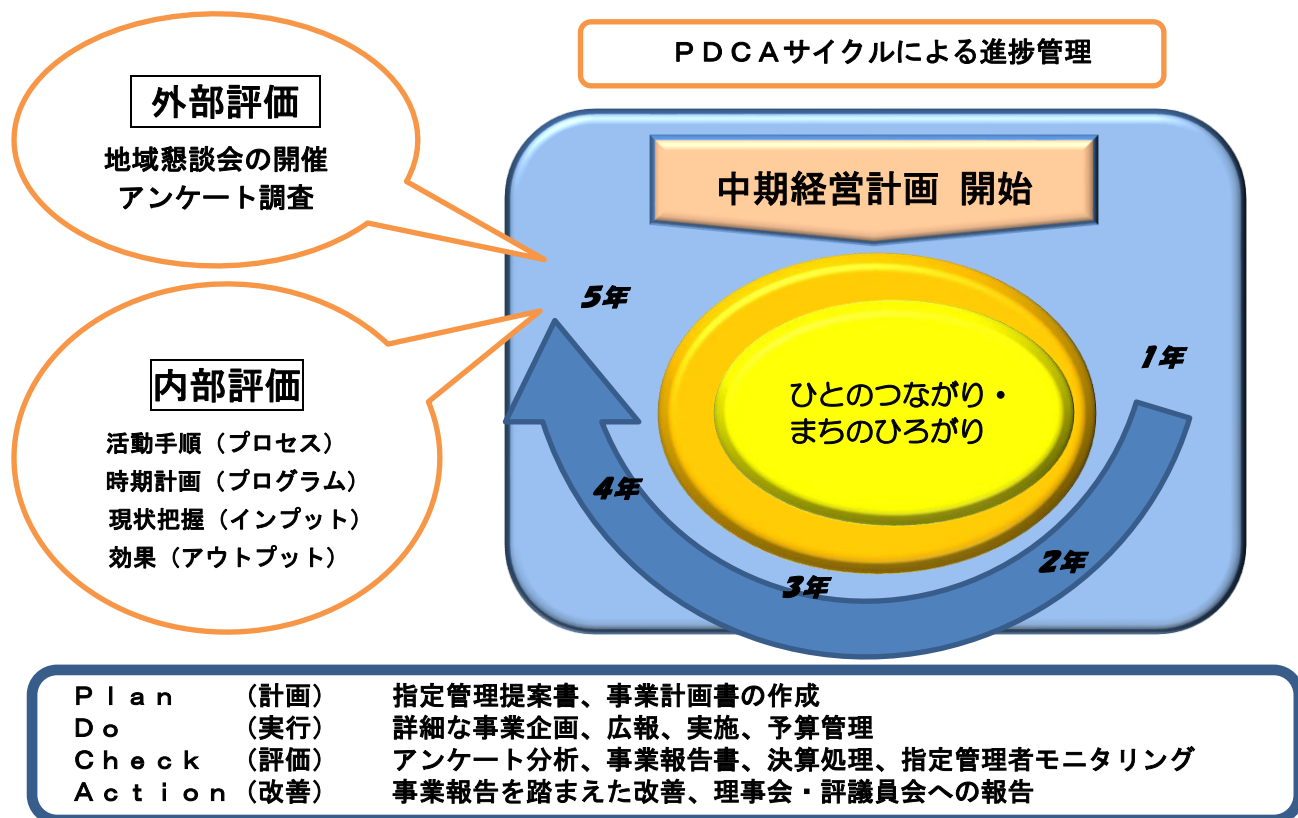 PDCAサイクルによる進捗管理
外部評価
地域懇談会の開催
アンケート調査
中期経営計画 開始
5年
1年
ひとのつながり・
まちのひろがり
4年
2年
3年
内部評価
活動手順（プロセス）
時期計画（プログラム）
現状把握（インプット）
効果（アウトプット）
Plan （計画） 指定管理提案書、事業計画書の作成
Do （実行） 詳細な事業企画、広報、実施、予算管理
Check （評価） アンケート分析、事業報告書、決算処理、指定管理者モニタリング
Action（改善） 事業報告を踏まえた改善、理事会・評議員会への報告